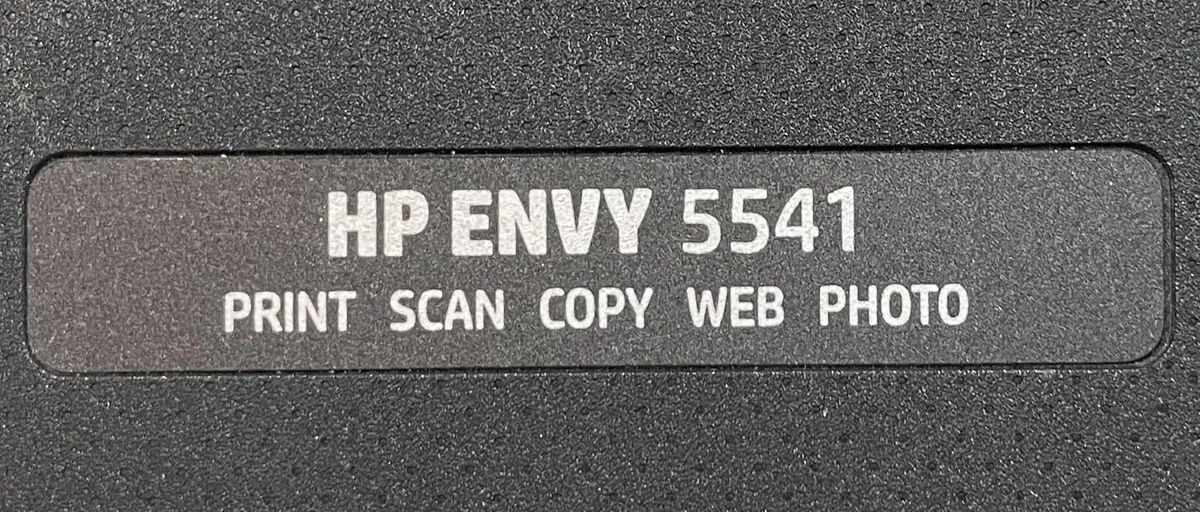 HP ENVY 5541
PRINT SCAN COPY WEB PHOTO